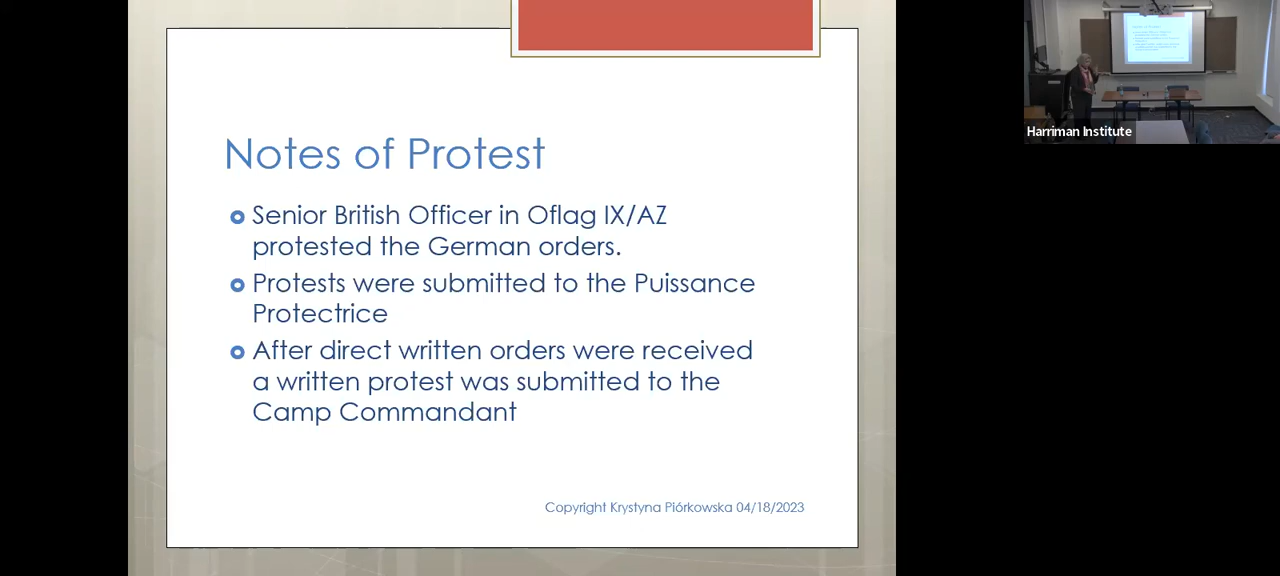 Notes of Protest
Senior British Officer in Oflag IX/AZ
protested the German orders.
Protests were submitted to the Puissance
Protectrice
After direct written orders were received
a written protest was submitted to the
Camp Commandant
Copyright Krystyna Piórkowska 04/18/2023
Harriman Institute